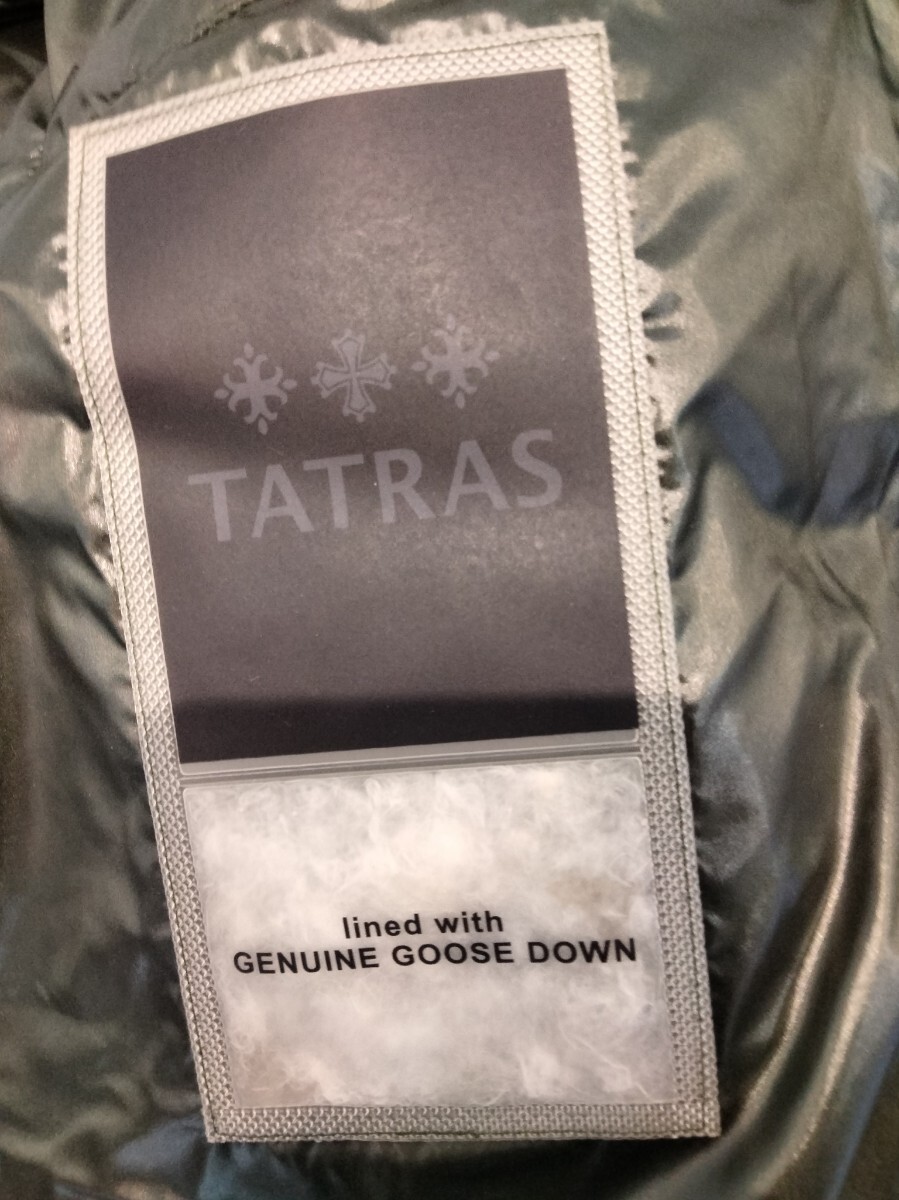 TATRAS
lined with
GENUINE GOOSE DOWN